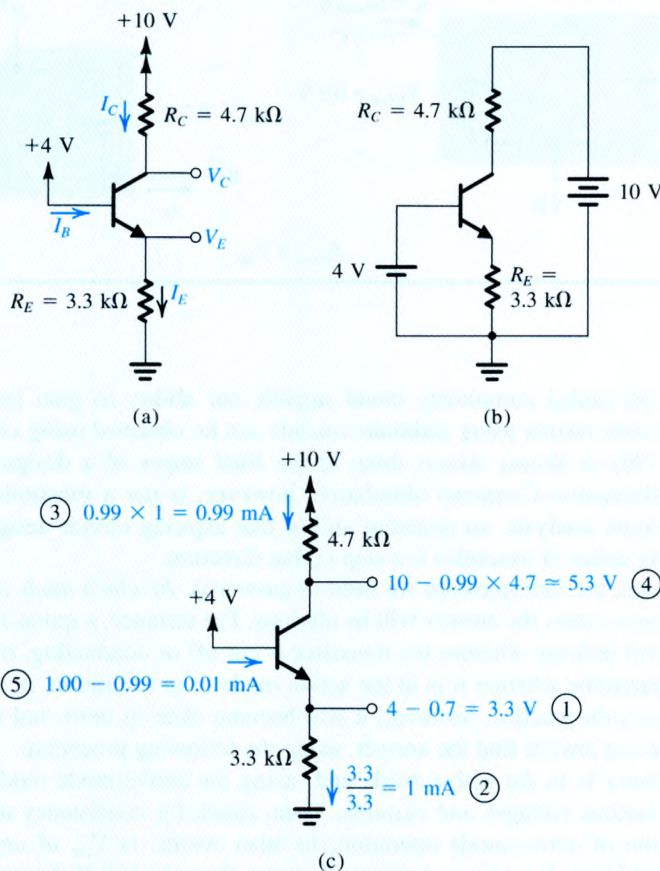 +10 V
I_C
R_C = 4.7 kΩ
+4 V
V_C
I_B
V_E
R_E = 3.3 kΩ
I_E
(a)
R_C = 4.7 kΩ
10 V
4 V
R_E =
3.3 kΩ
(b)
+10 V
③ 0.99 × 1 = 0.99 mA
4.7 kΩ
10 − 0.99 × 4.7 ≃ 5.3 V ④
+4 V
⑤ 1.00 − 0.99 = 0.01 mA
4 − 0.7 = 3.3 V ①
3.3 kΩ
3.3/3.3 = 1 mA ②
(c)